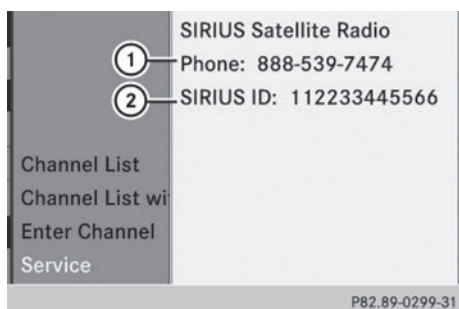 SIRIUS Satellite Radio
1 Phone: 888-539-7474
2 SIRIUS ID: 112233445566
Channel List
Channel List wi
Enter Channel
Service
P82.89-0299-31